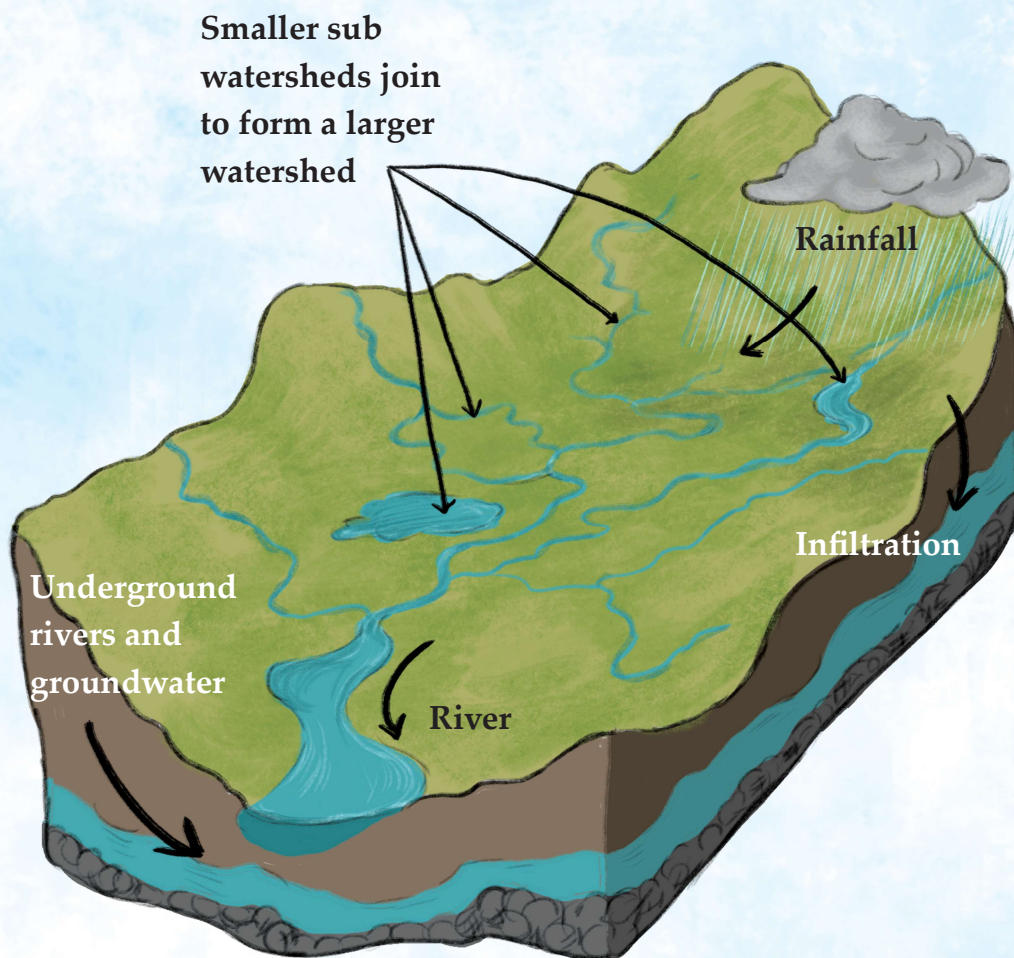 Smaller sub
watersheds join
to form a larger
watershed
Rainfall
Infiltration
Underground
rivers and
groundwater
River